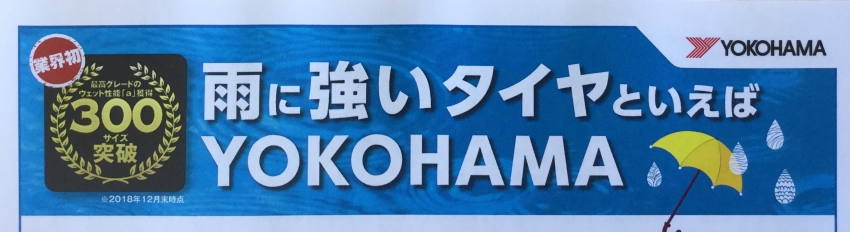 業界初
最高グレードの
ウェット性能「a」獲得
300
サイズ
突破
※2018年12月末時点
雨に強いタイヤといえば
YOKOHAMA
YOKOHAMA